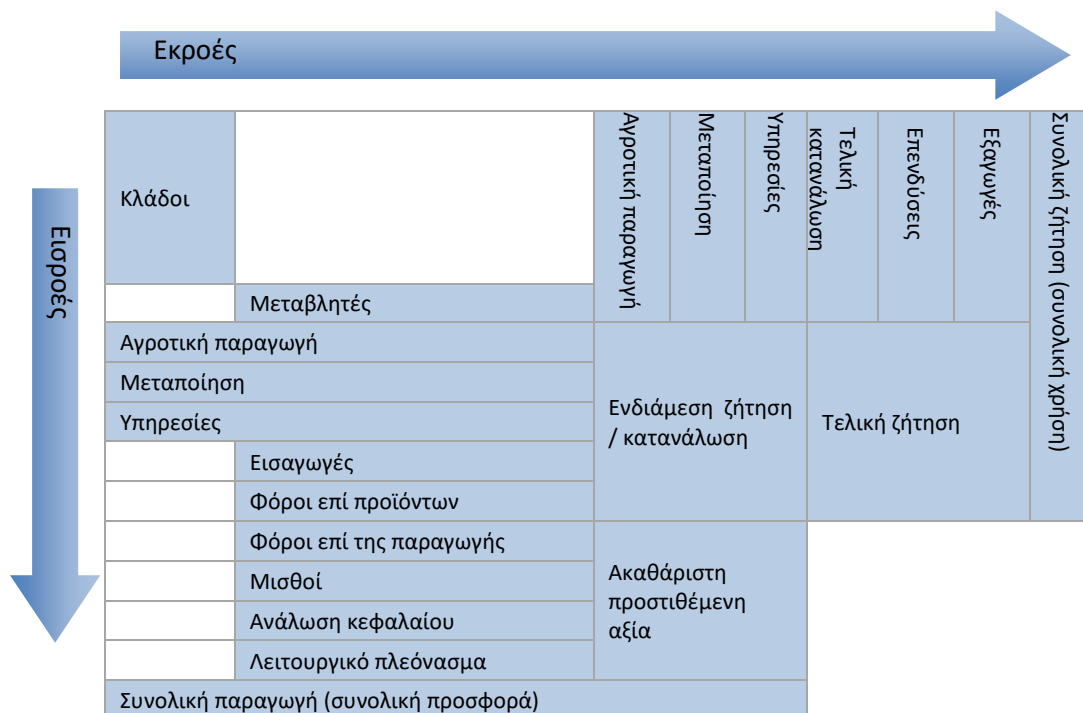 Εκροές
Εισροές
Κλάδοι
Αγροτική παραγωγή
Μεταποίηση
Υπηρεσίες
Τελική
κατανάλωση
Επενδύσεις
Εξαγωγές
Συνολική ζήτηση (συνολική χρήση)
Μεταβλητές
Αγροτική παραγωγή
Μεταποίηση
Υπηρεσίες
Ενδιάμεση ζήτηση
/ κατανάλωση
Τελική ζήτηση
Εισαγωγές
Φόροι επί προϊόντων
Φόροι επί της παραγωγής
Μισθοί
Ανάλωση κεφαλαίου
Λειτουργικό πλεόνασμα
Ακαθάριστη
προστιθέμενη
αξία
Συνολική παραγωγή (συνολική προσφορά)